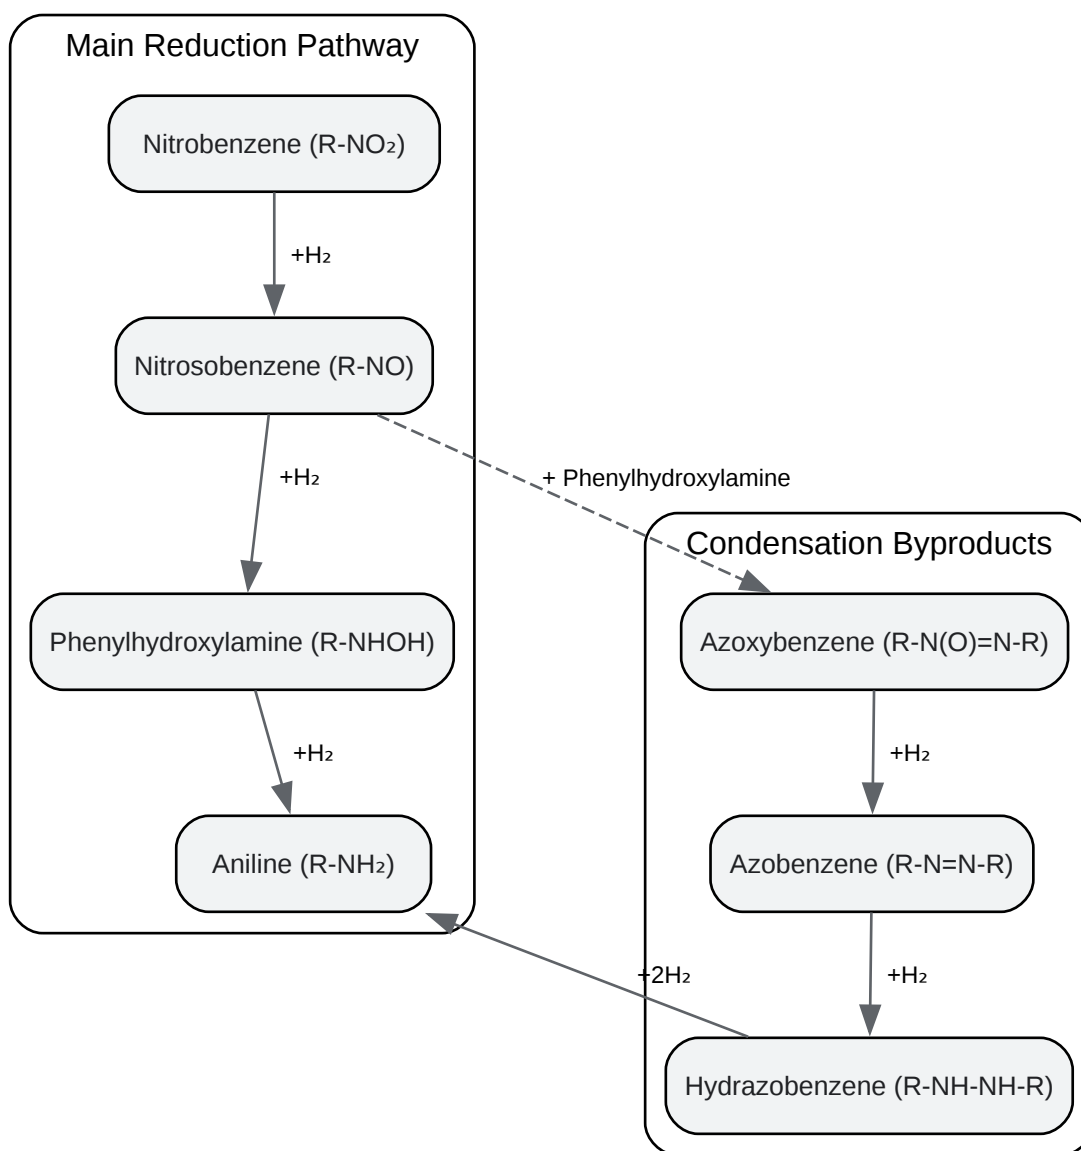 Main Reduction Pathway
Nitrobenzene (R-NO₂)
+H₂
Nitrosobenzene (R-NO)
+H₂
+ Phenylhydroxylamine
Condensation Byproducts
Phenylhydroxylamine (R-NHOH)
Azoxybenzene (R-N(O)=N-R)
+H₂
+H₂
Aniline (R-NH₂)
Azobenzene (R-N=N-R)
+2H₂
+H₂
Hydrazobenzene (R-NH-NH-R)